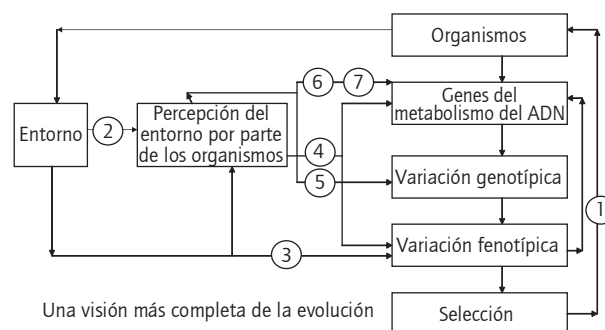 Organismos
6
7
Genes del
metabolismo del ADN
Entorno
2
Percepción del
entorno por parte
de los organismos
4
5
Variación genotípica
1
3
Variación fenotípica
Una visión más completa de la evolución
Selección